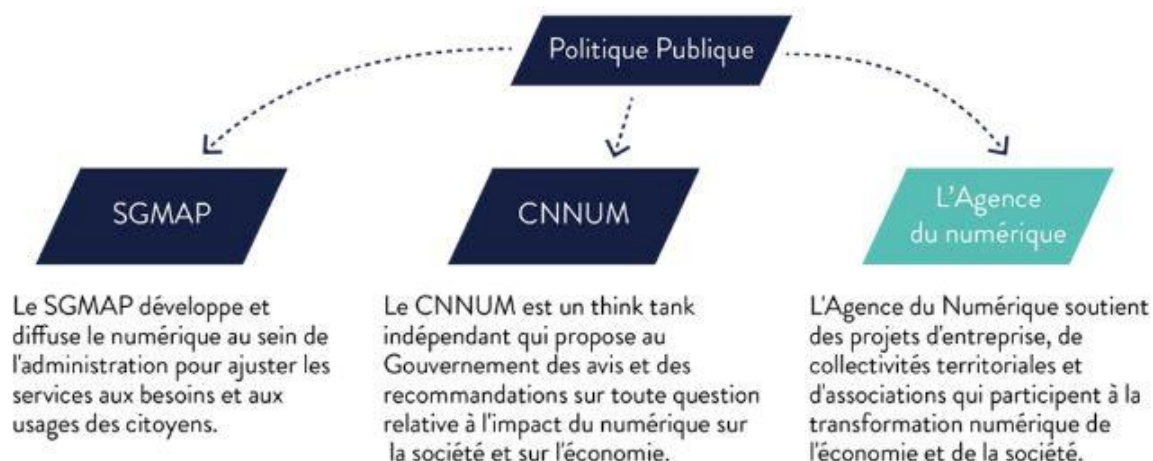 Politique Publique
SGMAP
CNNUM
L'Agence
du numérique
Le SGMAP développe et
diffuse le numérique au sein de
l'administration pour ajuster les
services aux besoins et aux
usages des citoyens.
Le CNNUM est un think tank
indépendant qui propose au
Gouvernement des avis et des
recommandations sur toute question
relative à l'impact du numérique sur
la société et sur l'économie.
L'Agence du Numérique soutient
des projets d'entreprise, de
collectivités territoriales et
d'associations qui participent à la
transformation numérique de
l'économie et de la société.